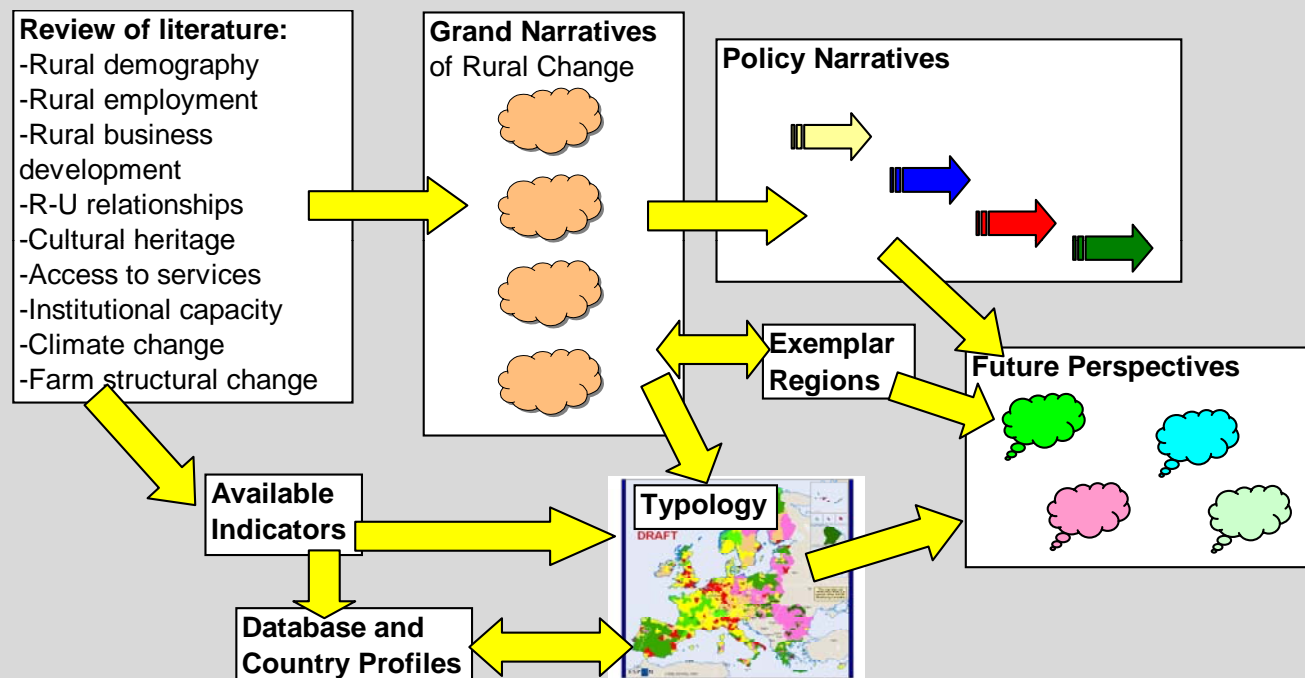 Review of literature:
-Rural demography
-Rural employment
-Rural business
development
-R-U relationships
-Cultural heritage
-Access to services
-Institutional capacity
-Climate change
-Farm structural change
Grand Narratives
of Rural Change
Policy Narratives
Exemplar
Regions
Future Perspectives
Available
Indicators
Typology
DRAFT
Database and
Country Profiles